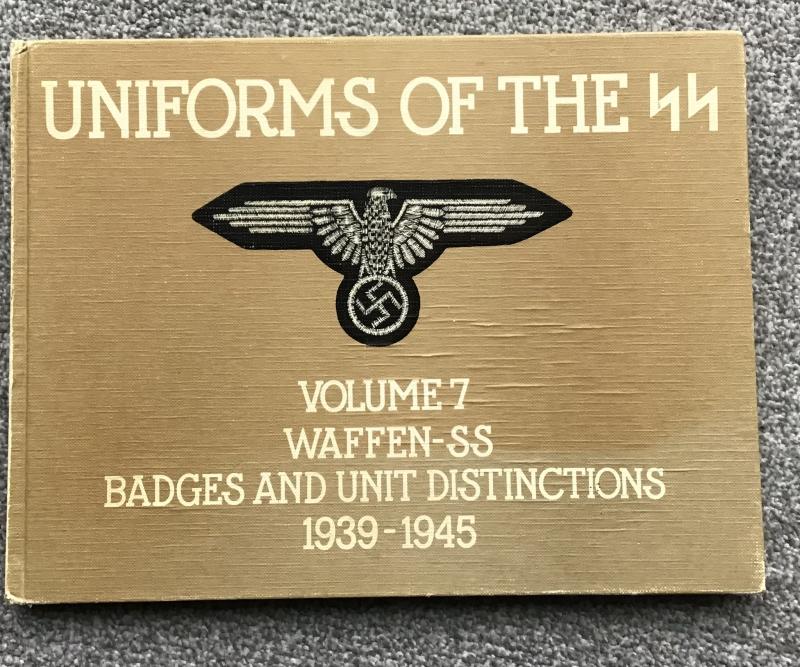 UNIFORMS OF THE ᛋᛋ
VOLUME 7
WAFFEN-SS
BADGES AND UNIT DISTINCTIONS
1939-1945